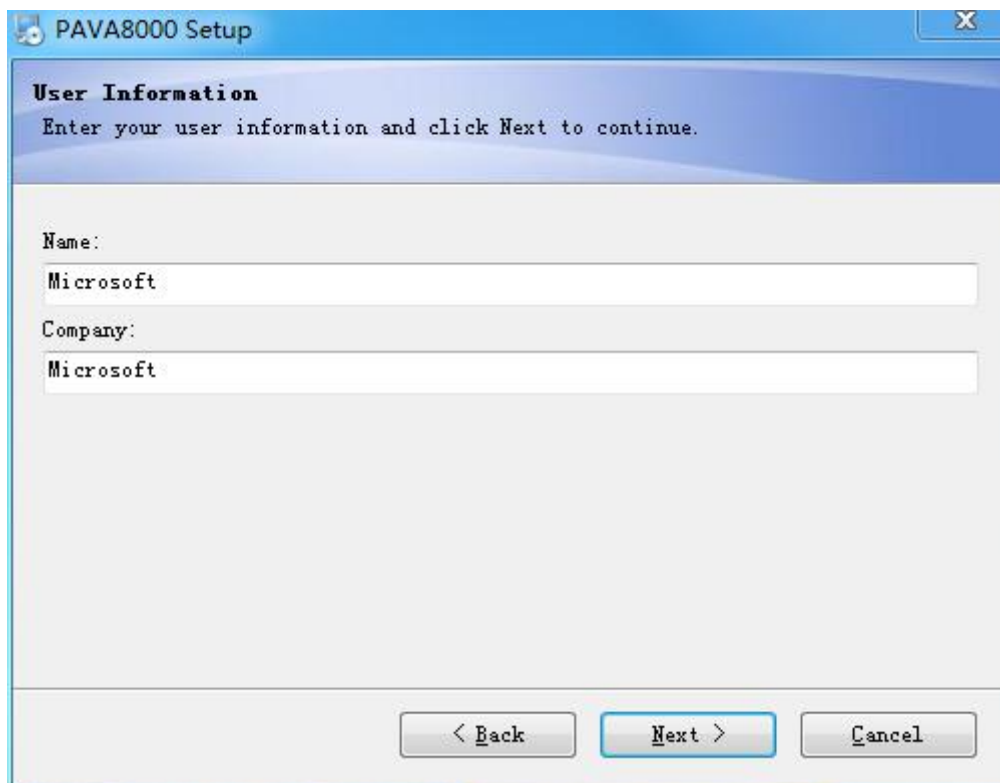 PAVA8000 Setup
X
User Information
Enter your user information and click Next to continue.
Name:
Microsoft
Company:
Microsoft
< Back
Next >
Cancel